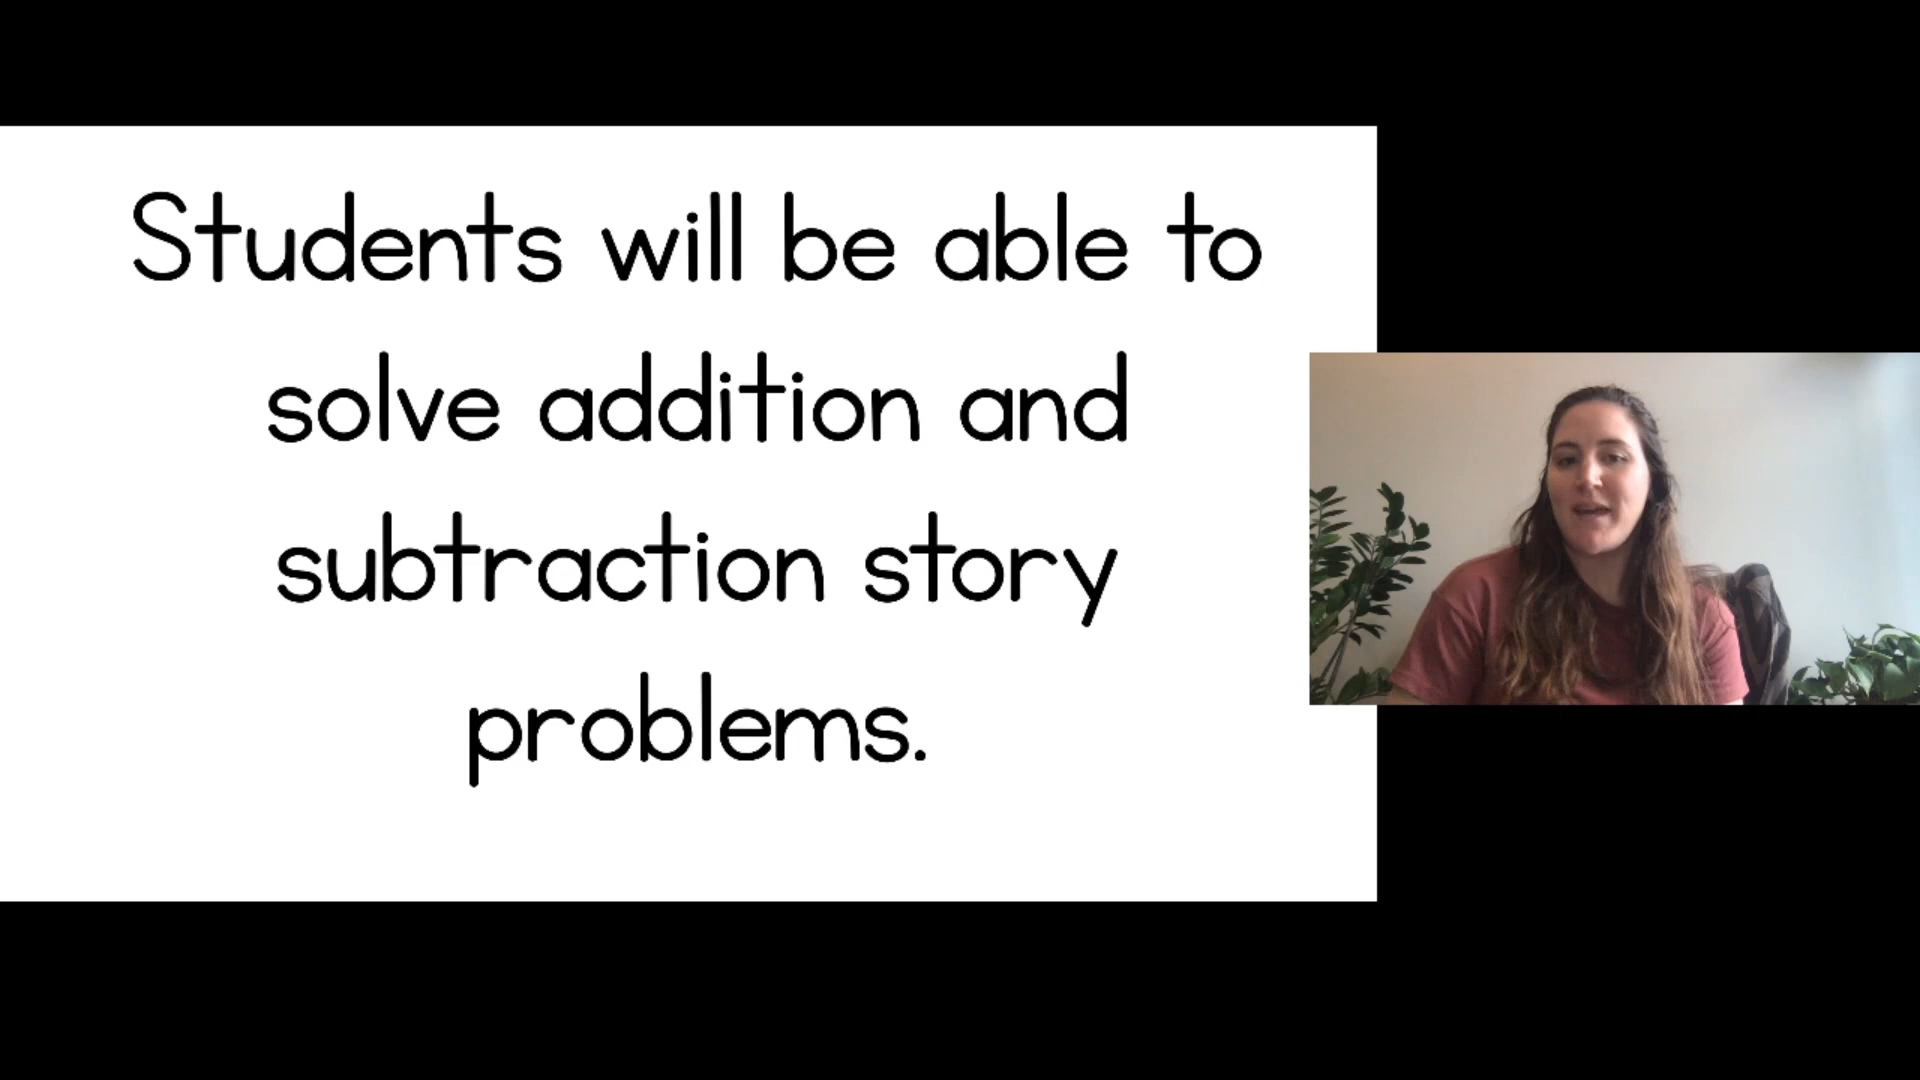 Students will be able to
solve addition and
subtraction story
problems.